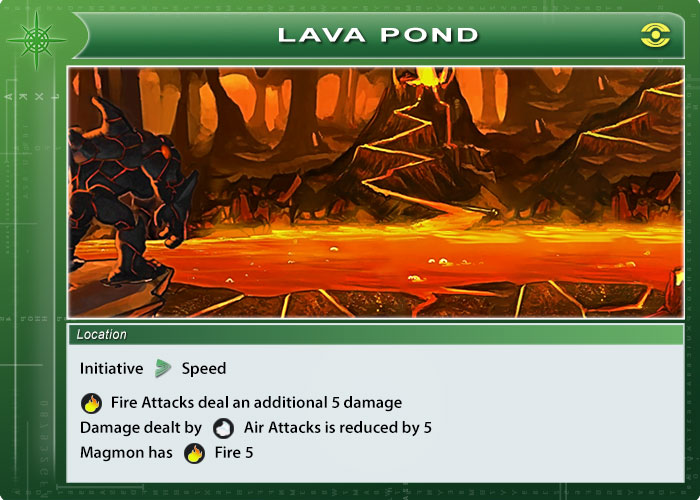 LAVA POND
Location
Initiative Speed
Fire Attacks deal an additional 5 damage
Damage dealt by Air Attacks is reduced by 5
Magmon has Fire 5